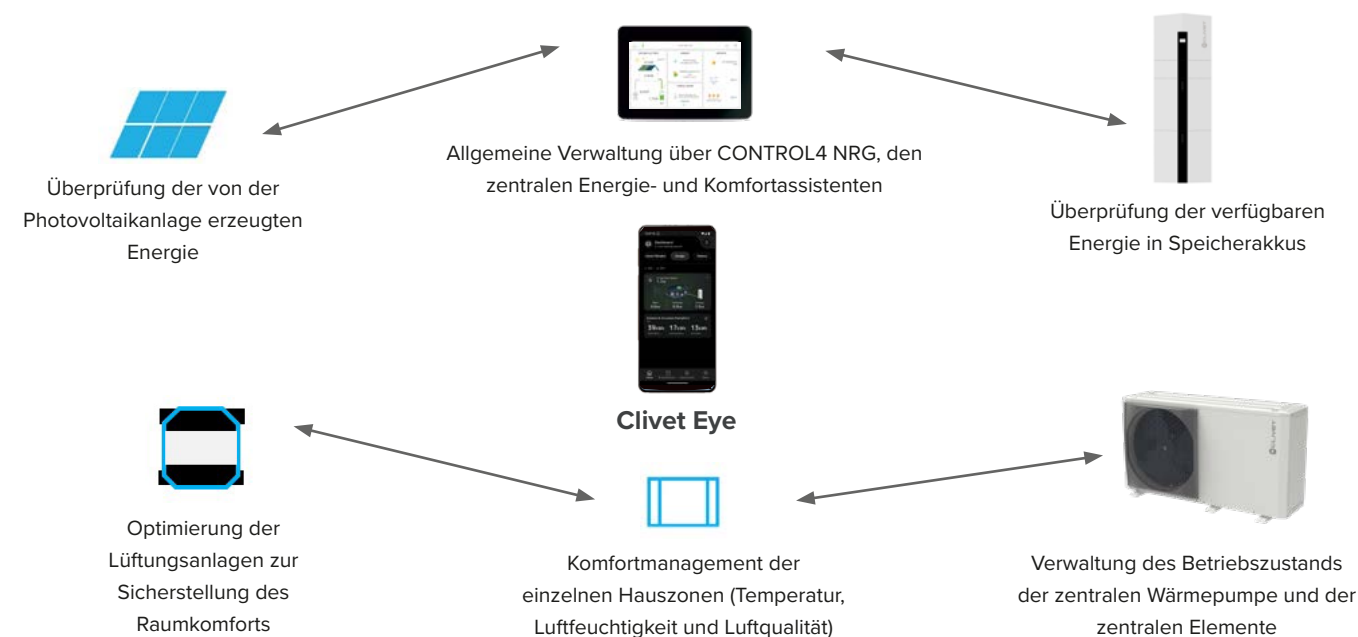 Allgemeine Verwaltung über CONTROL4 NRG, den
zentralen Energie- und Komfortassistenten
Überprüfung der von der
Photovoltaikanlage erzeugten
Energie
CLIVET
Überprüfung der verfügbaren
Energie in Speicherakkus
Clivet Eye
Optimierung der
Lüftungsanlagen zur
Sicherstellung des
Raumkomforts
Komfortmanagement der
einzelnen Hauszonen (Temperatur,
Luftfeuchtigkeit und Luftqualität)
CLIVET
Verwaltung des Betriebszustands
der zentralen Wärmepumpe und der
zentralen Elemente